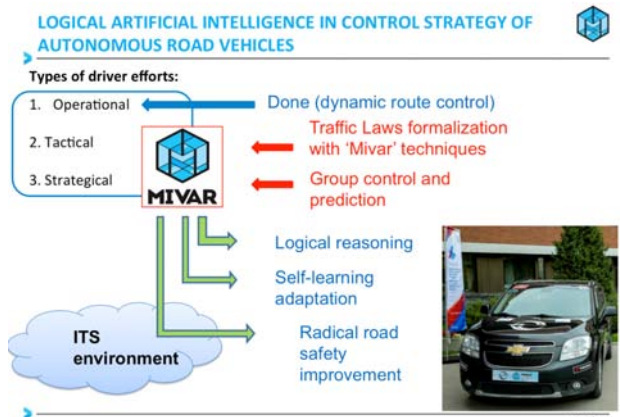 LOGICAL ARTIFICIAL INTELLIGENCE IN CONTROL STRATEGY OF
AUTONOMOUS ROAD VEHICLES
Types of driver efforts:
1. Operational
Done (dynamic route control)
2. Tactical
Traffic Laws formalization
with ‘Mivar’ techniques
3. Strategical
MIVAR
Group control and
prediction
Logical reasoning
Self-learning
adaptation
ITS
environment
Radical road
safety
improvement